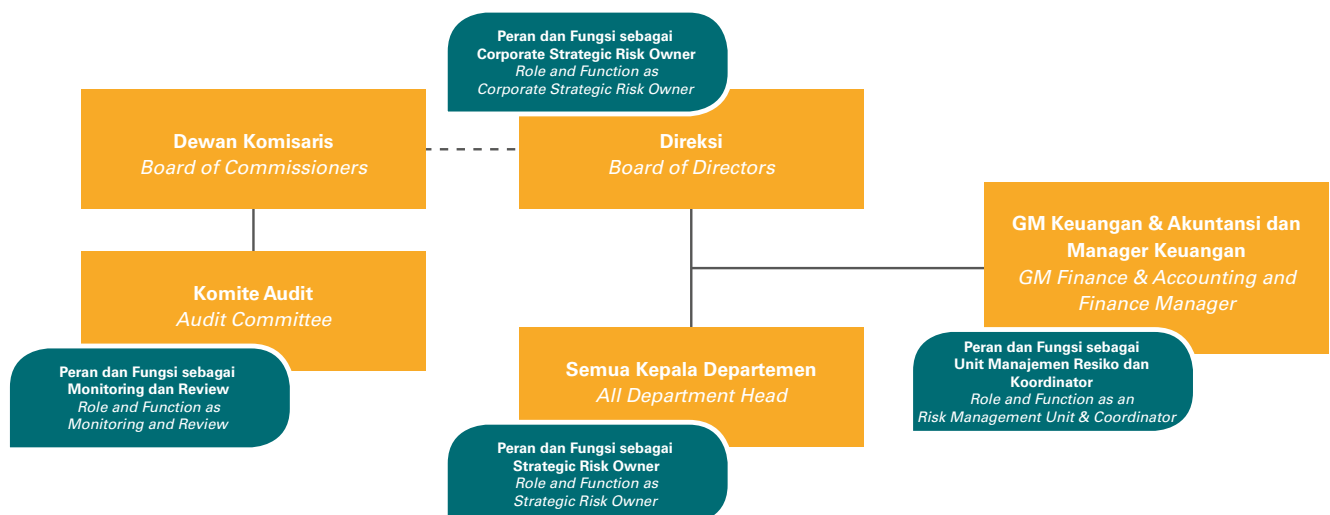 Peran dan Fungsi sebagai
Corporate Strategic Risk Owner
Role and Function as
Corporate Strategic Risk Owner
Dewan Komisaris
Board of Commissioners
Direksi
Board of Directors
GM Keuangan & Akuntansi dan
Manager Keuangan
GM Finance & Accounting and
Finance Manager
Komite Audit
Audit Committee
Peran dan Fungsi sebagai
Monitoring dan Review
Role and Function as
Monitoring and Review
Semua Kepala Departemen
All Department Head
Peran dan Fungsi sebagai
Unit Manajemen Resiko dan
Koordinator
Role and Function as an
Risk Management Unit & Coordinator
Peran dan Fungsi sebagai
Strategic Risk Owner
Role and Function as
Strategic Risk Owner